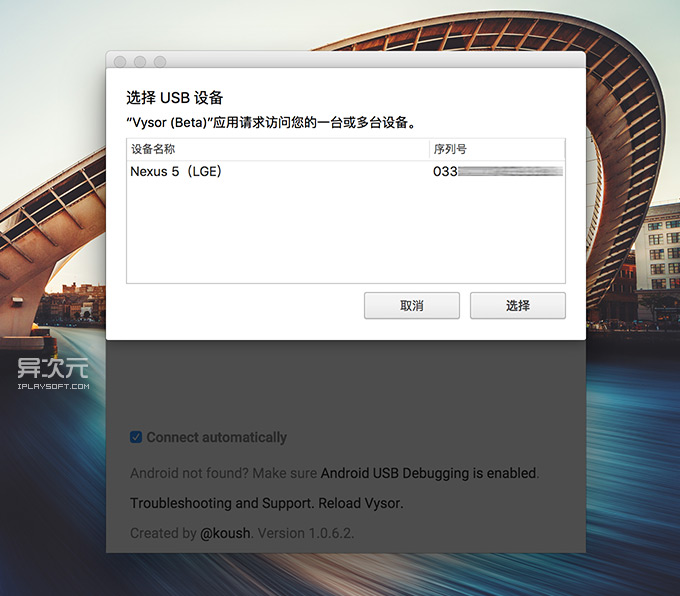 选择 USB 设备
“Vysor (Beta)”应用请求访问您的一台或多台设备。
设备名称 序列号
Nexus 5（LGE） 033
取消 选择
异次元
IPLAYSOFT.COM
Connect automatically
Android not found? Make sure Android USB Debugging is enabled.
Troubleshooting and Support. Reload Vysor.
Created by @koush. Version 1.0.6.2.